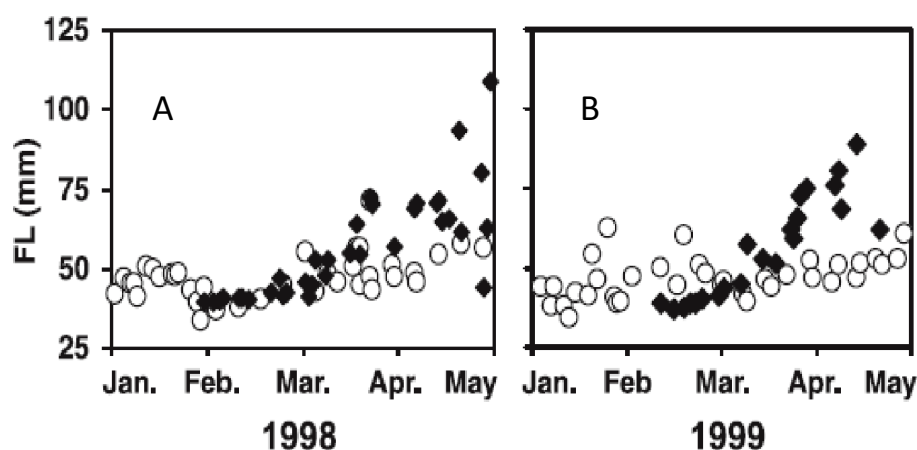 125
100
75
50
25
FL (mm)
A
B
Jan. Feb. Mar. Apr. May
Jan. Feb Mar. Apr. May
1998
1999